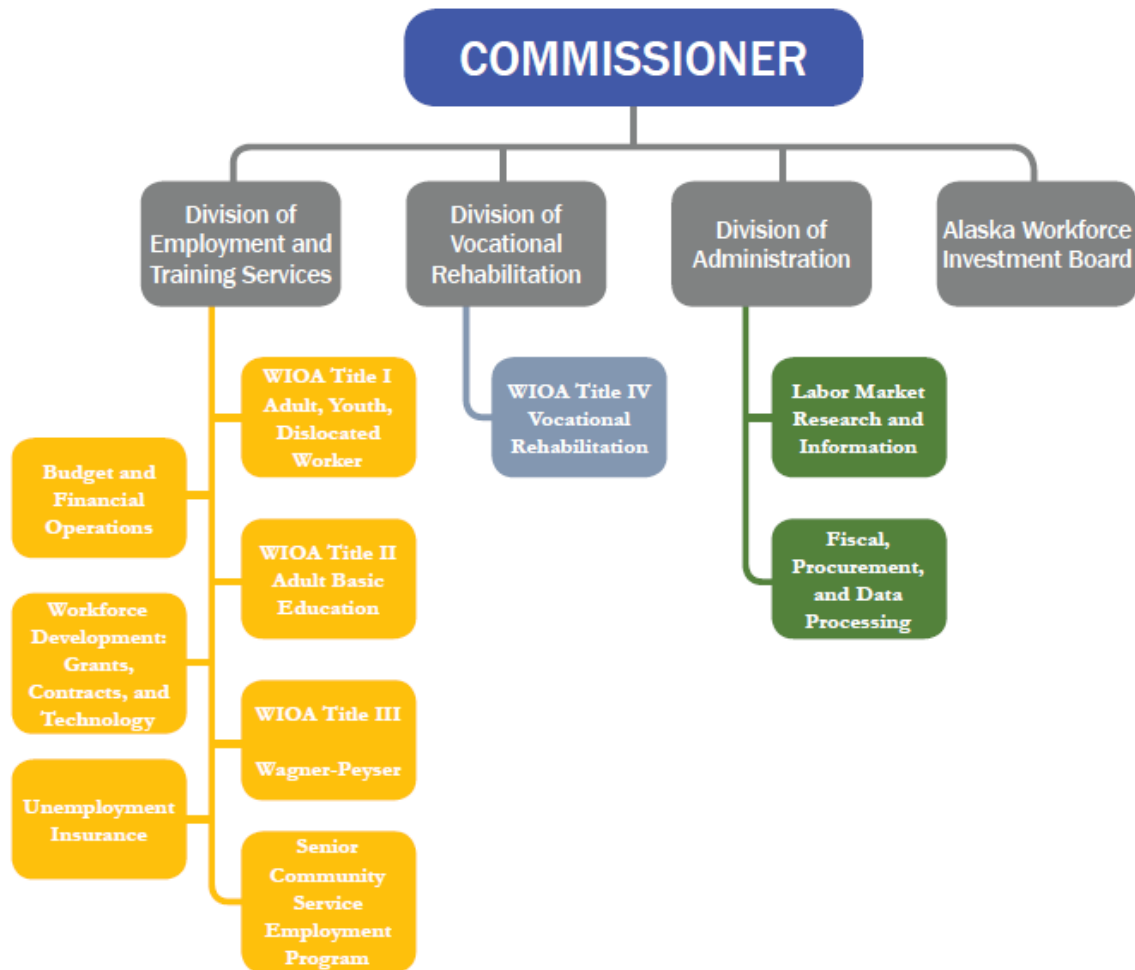 COMMISSIONER
Division of
Employment and
Training Services
Division of
Vocational
Rehabilitation
Division of
Administration
Alaska Workforce
Investment Board
WIOA Title I
Adult, Youth,
Dislocated
Worker
Budget and
Financial
Operations
WIOA Title II
Adult Basic
Education
Workforce
Development:
Grants,
Contracts, and
Technology
WIOA Title III
Wagner-Peyser
Unemployment
Insurance
Senior
Community
Service
Employment
Program
WIOA Title IV
Vocational
Rehabilitation
Labor Market
Research and
Information
Fiscal,
Procurement,
and Data
Processing